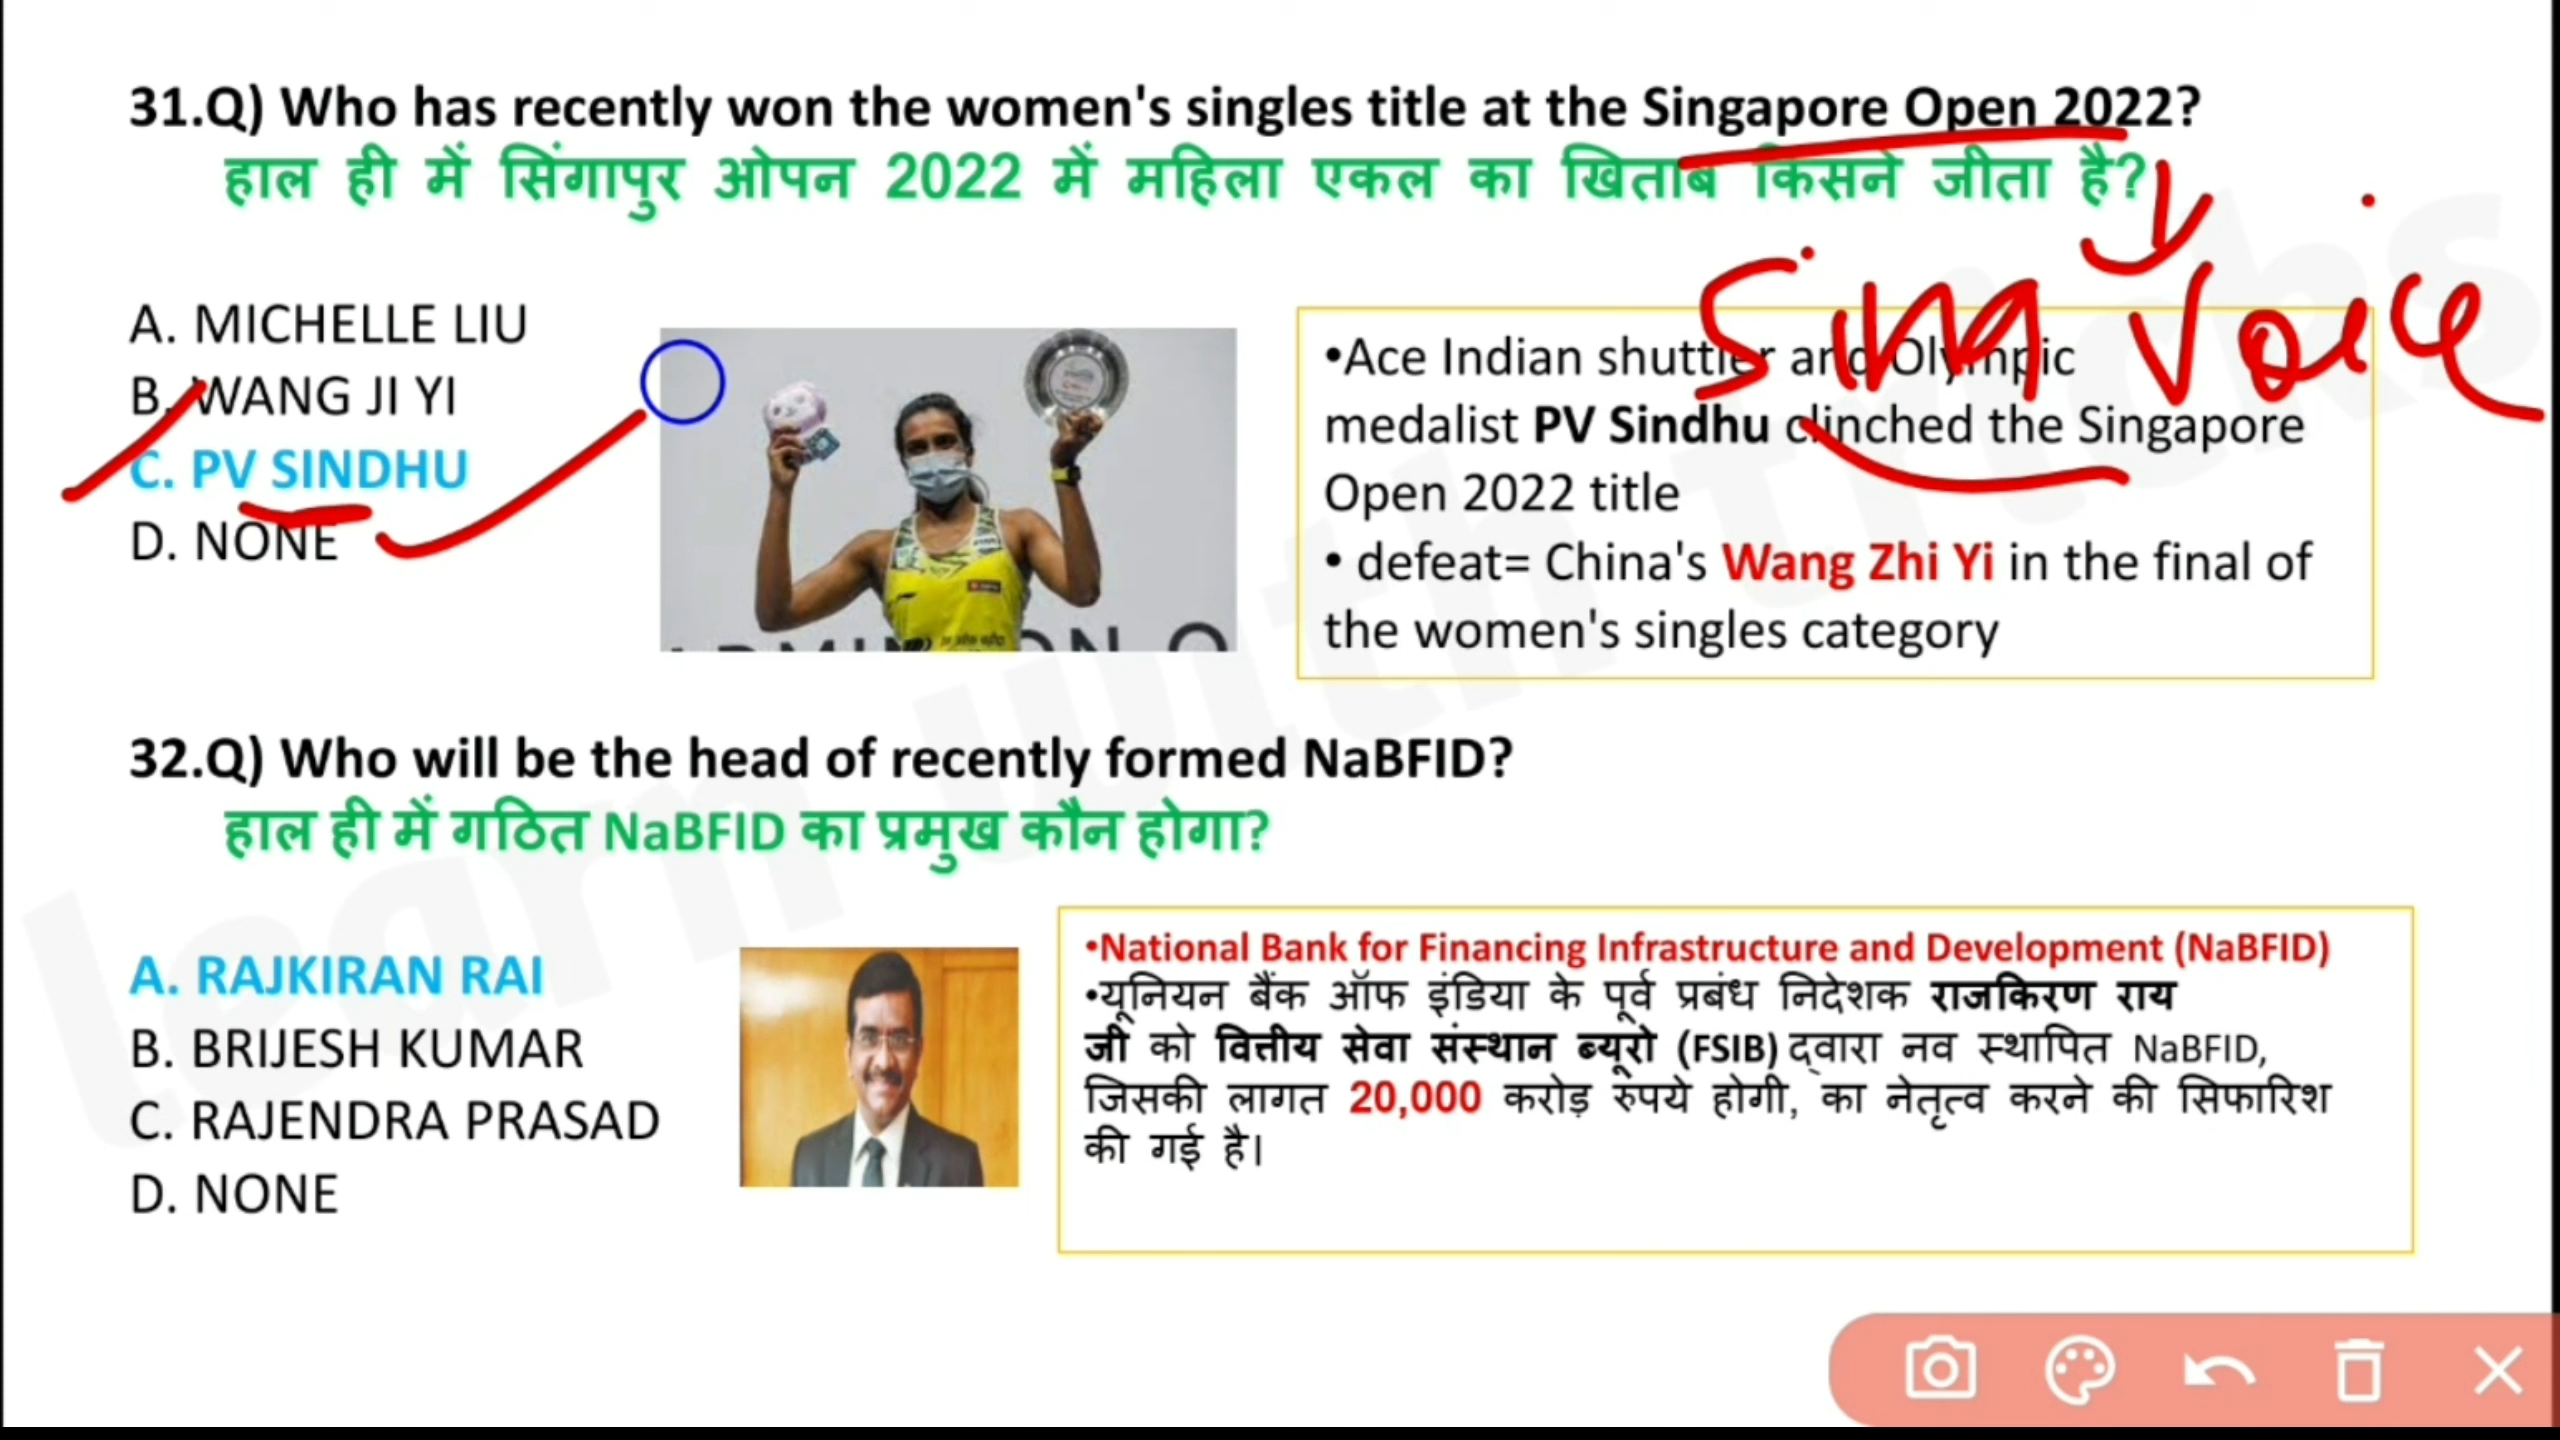 31.Q) Who has recently won the women's singles title at the Singapore Open 2022?
हाल ही में सिंगापुर ओपन 2022 में महिला एकल का खिताब किसने जीता है?
Sing Voice
A. MICHELLE LIU
B. WANG JI YI
C. PV SINDHU
D. NONE
•Ace Indian shuttler and Olympic
medalist PV Sindhu clinched the Singapore
Open 2022 title
• defeat= China's Wang Zhi Yi in the final of
the women's singles category
32.Q) Who will be the head of recently formed NaBFID?
हाल ही में गठित NaBFID का प्रमुख कौन होगा?
A. RAJKIRAN RAI
B. BRIJESH KUMAR
C. RAJENDRA PRASAD
D. NONE
•National Bank for Financing Infrastructure and Development (NaBFID)
•यूनियन बैंक ऑफ इंडिया के पूर्व प्रबंध निदेशक राजकिरण राय
जी को वित्तीय सेवा संस्थान ब्यूरो (FSIB) द्वारा नव स्थापित NaBFID,
जिसकी लागत 20,000 करोड़ रुपये होगी, का नेतृत्व करने की सिफारिश
की गई है।
learn with tricks